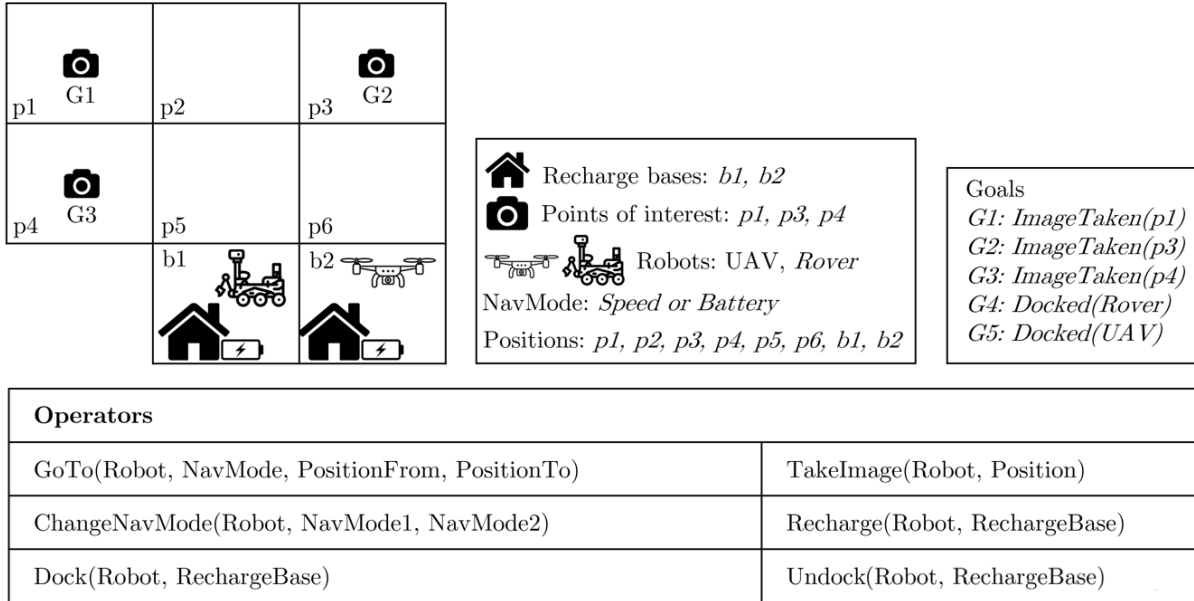 G1
p1
p2
G2
p3
G3
p4
p5
p6
b1
b2
Recharge bases: b1, b2
Points of interest: p1, p3, p4
Robots: UAV, Rover
NavMode: Speed or Battery
Positions: p1, p2, p3, p4, p5, p6, b1, b2
Goals
G1: ImageTaken(p1)
G2: ImageTaken(p3)
G3: ImageTaken(p4)
G4: Docked(Rover)
G5: Docked(UAV)
Operators
GoTo(Robot, NavMode, PositionFrom, PositionTo)
TakeImage(Robot, Position)
ChangeNavMode(Robot, NavMode1, NavMode2)
Recharge(Robot, RechargeBase)
Dock(Robot, RechargeBase)
Undock(Robot, RechargeBase)